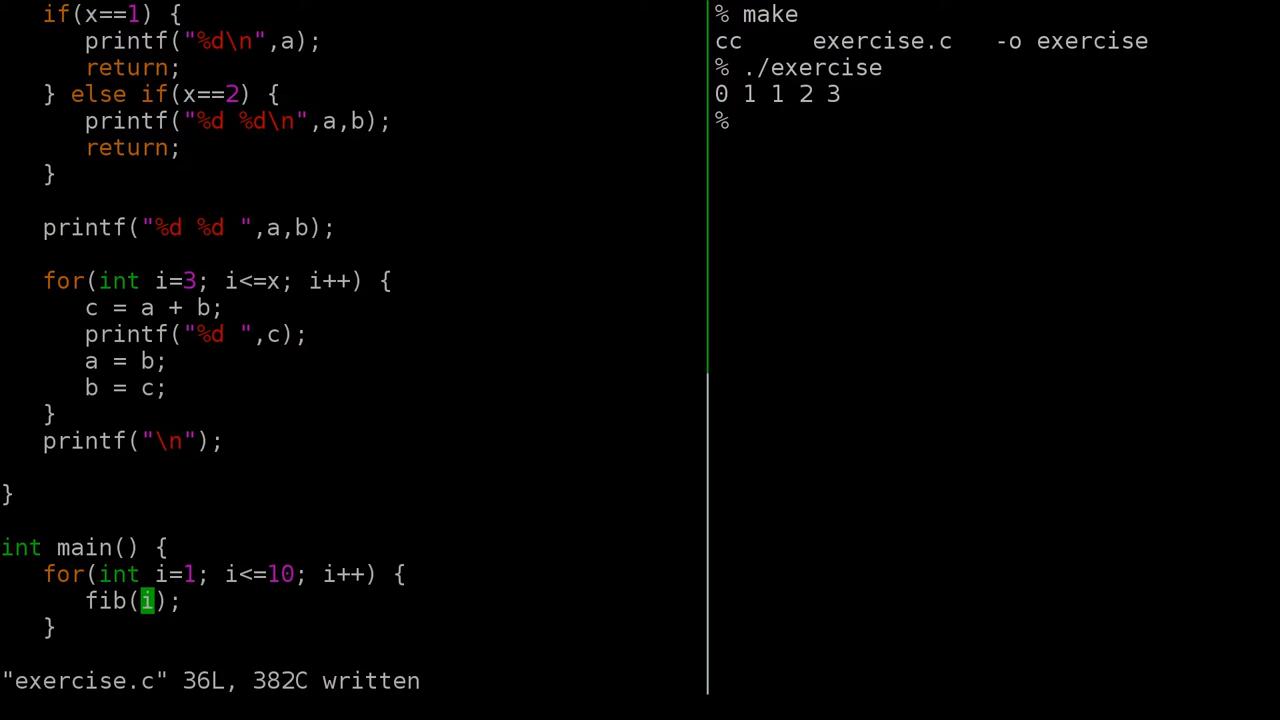 if(x==1) {
      printf("%d\n",a);
      return;
   } else if(x==2) {
      printf("%d %d\n",a,b);
      return;
   }
   printf("%d %d ",a,b);
   for(int i=3; i<=x; i++) {
      c = a + b;
      printf("%d ",c);
      a = b;
      b = c;
   }
   printf("\n");
}
int main() {
   for(int i=1; i<=10; i++) {
      fib(i);
   }
"exercise.c" 36L, 382C written
% make
cc     exercise.c   -o exercise
% ./exercise
0 1 1 2 3
%